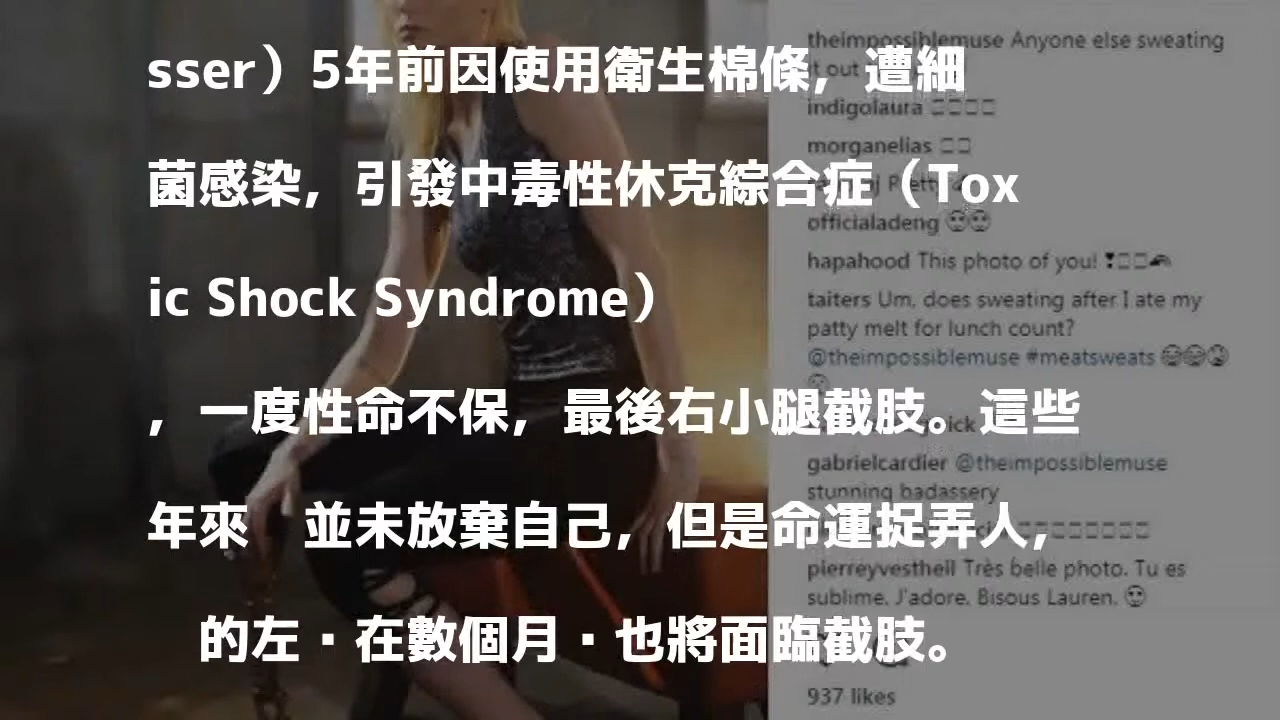 sser）5年前因使用衛生棉條，遭細
菌感染，引發中毒性休克綜合症（Tox
ic Shock Syndrome）
，一度性命不保，最後右小腿截肢。這些
年來　並未放棄自己，但是命運捉弄人，
的左·在數個月·也將面臨截肢。
theimpossiblemuse Anyone else sweating
it out
indigolaura
morganelias
Pretty
officialadeng
hapahood This photo of you!
taiters Um, does sweating after I ate my
patty melt for lunch count?
@theimpossiblemuse #meatsweats
gabrielcardier @theimpossiblemuse
stunning badassery
pierreyvesthell Très belle photo. Tu es
sublime. J'adore. Bisous Lauren.
937 likes